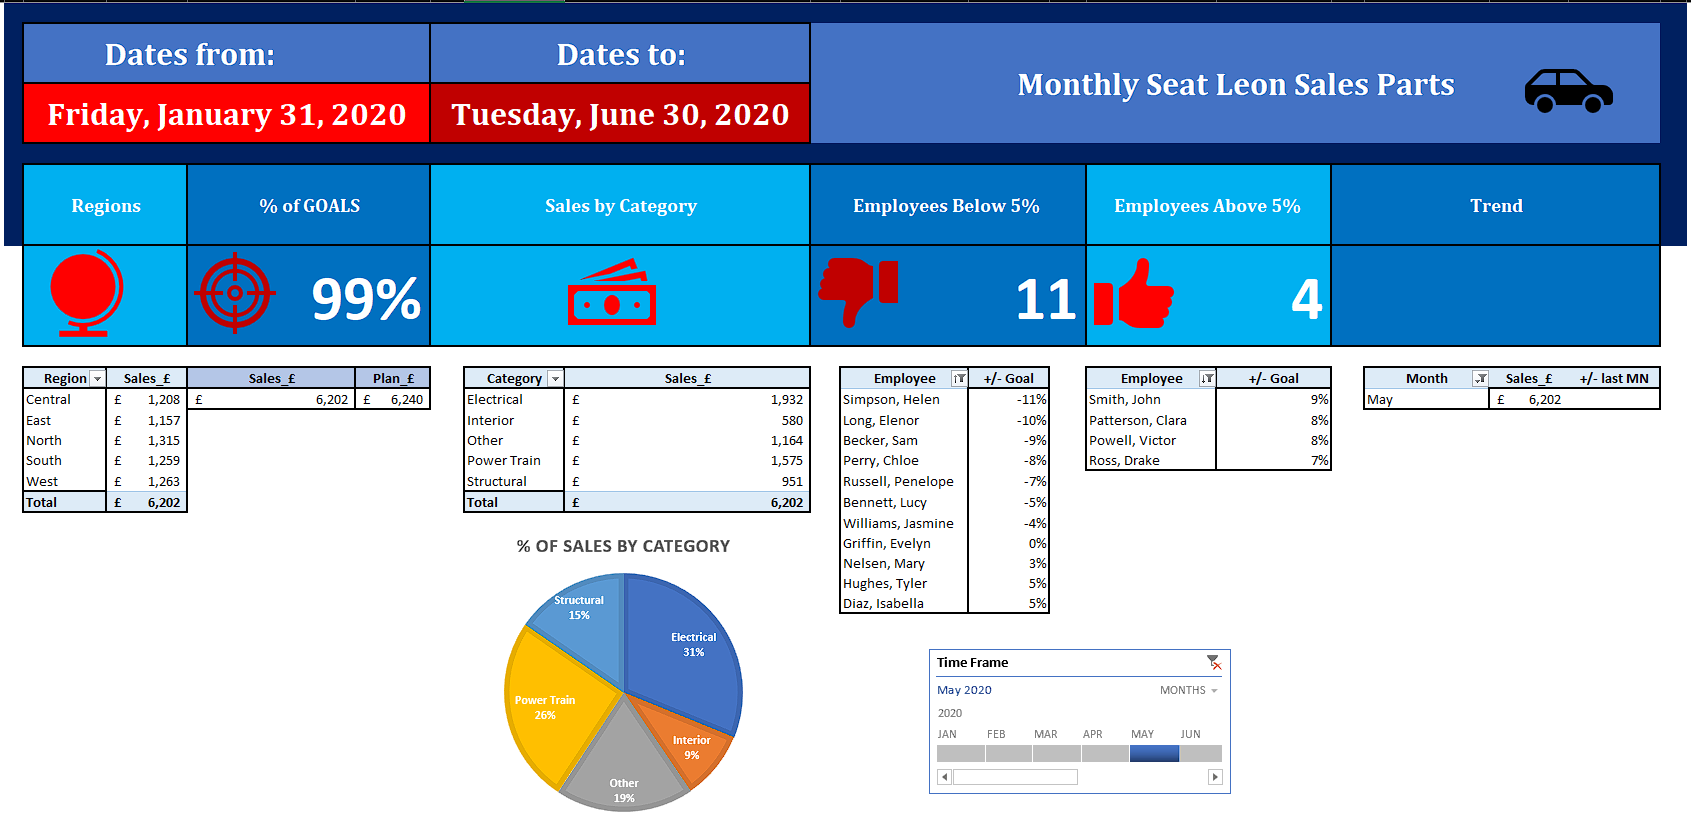 Dates from:
Dates to:
Monthly Seat Leon Sales Parts
Friday, January 31, 2020
Tuesday, June 30, 2020
Regions
% of GOALS
Sales by Category
Employees Below 5%
Employees Above 5%
Trend
99%
11
4
Region Sales_£
Central £ 1,208
East £ 1,157
North £ 1,315
South £ 1,259
West £ 1,263
Total £ 6,202
Sales_£ Plan_£
£ 6,202 £ 6,240
Category Sales_£
Electrical £ 1,932
Interior £ 580
Other £ 1,164
Power Train £ 1,575
Structural £ 951
Total £ 6,202
Employee +/- Goal
Simpson, Helen -11%
Long, Elenor -10%
Becker, Sam -9%
Perry, Chloe -8%
Russell, Penelope -7%
Bennett, Lucy -5%
Williams, Jasmine -4%
Griffin, Evelyn 0%
Nelsen, Mary 3%
Hughes, Tyler 5%
Diaz, Isabella 5%
Employee +/- Goal
Smith, John 9%
Patterson, Clara 8%
Powell, Victor 8%
Ross, Drake 7%
Month Sales_£ +/- last MN
May £ 6,202
% OF SALES BY CATEGORY
Structural
15%
Electrical
31%
Power Train
26%
Interior
9%
Other
19%
Time Frame
May 2020 MONTHS
2020
JAN FEB MAR APR MAY JUN